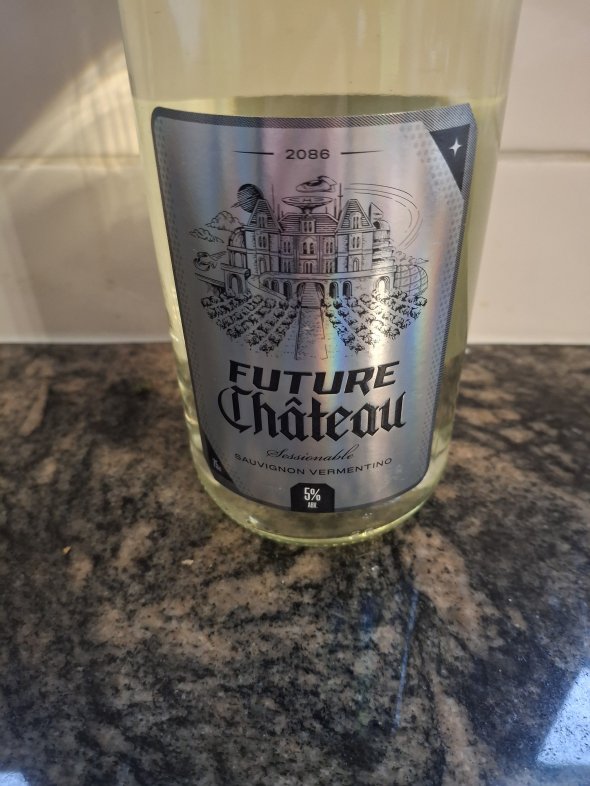 2086
FUTURE
Château
Sessionable
SAUVIGNON VERMENTINO
5%
ABV.